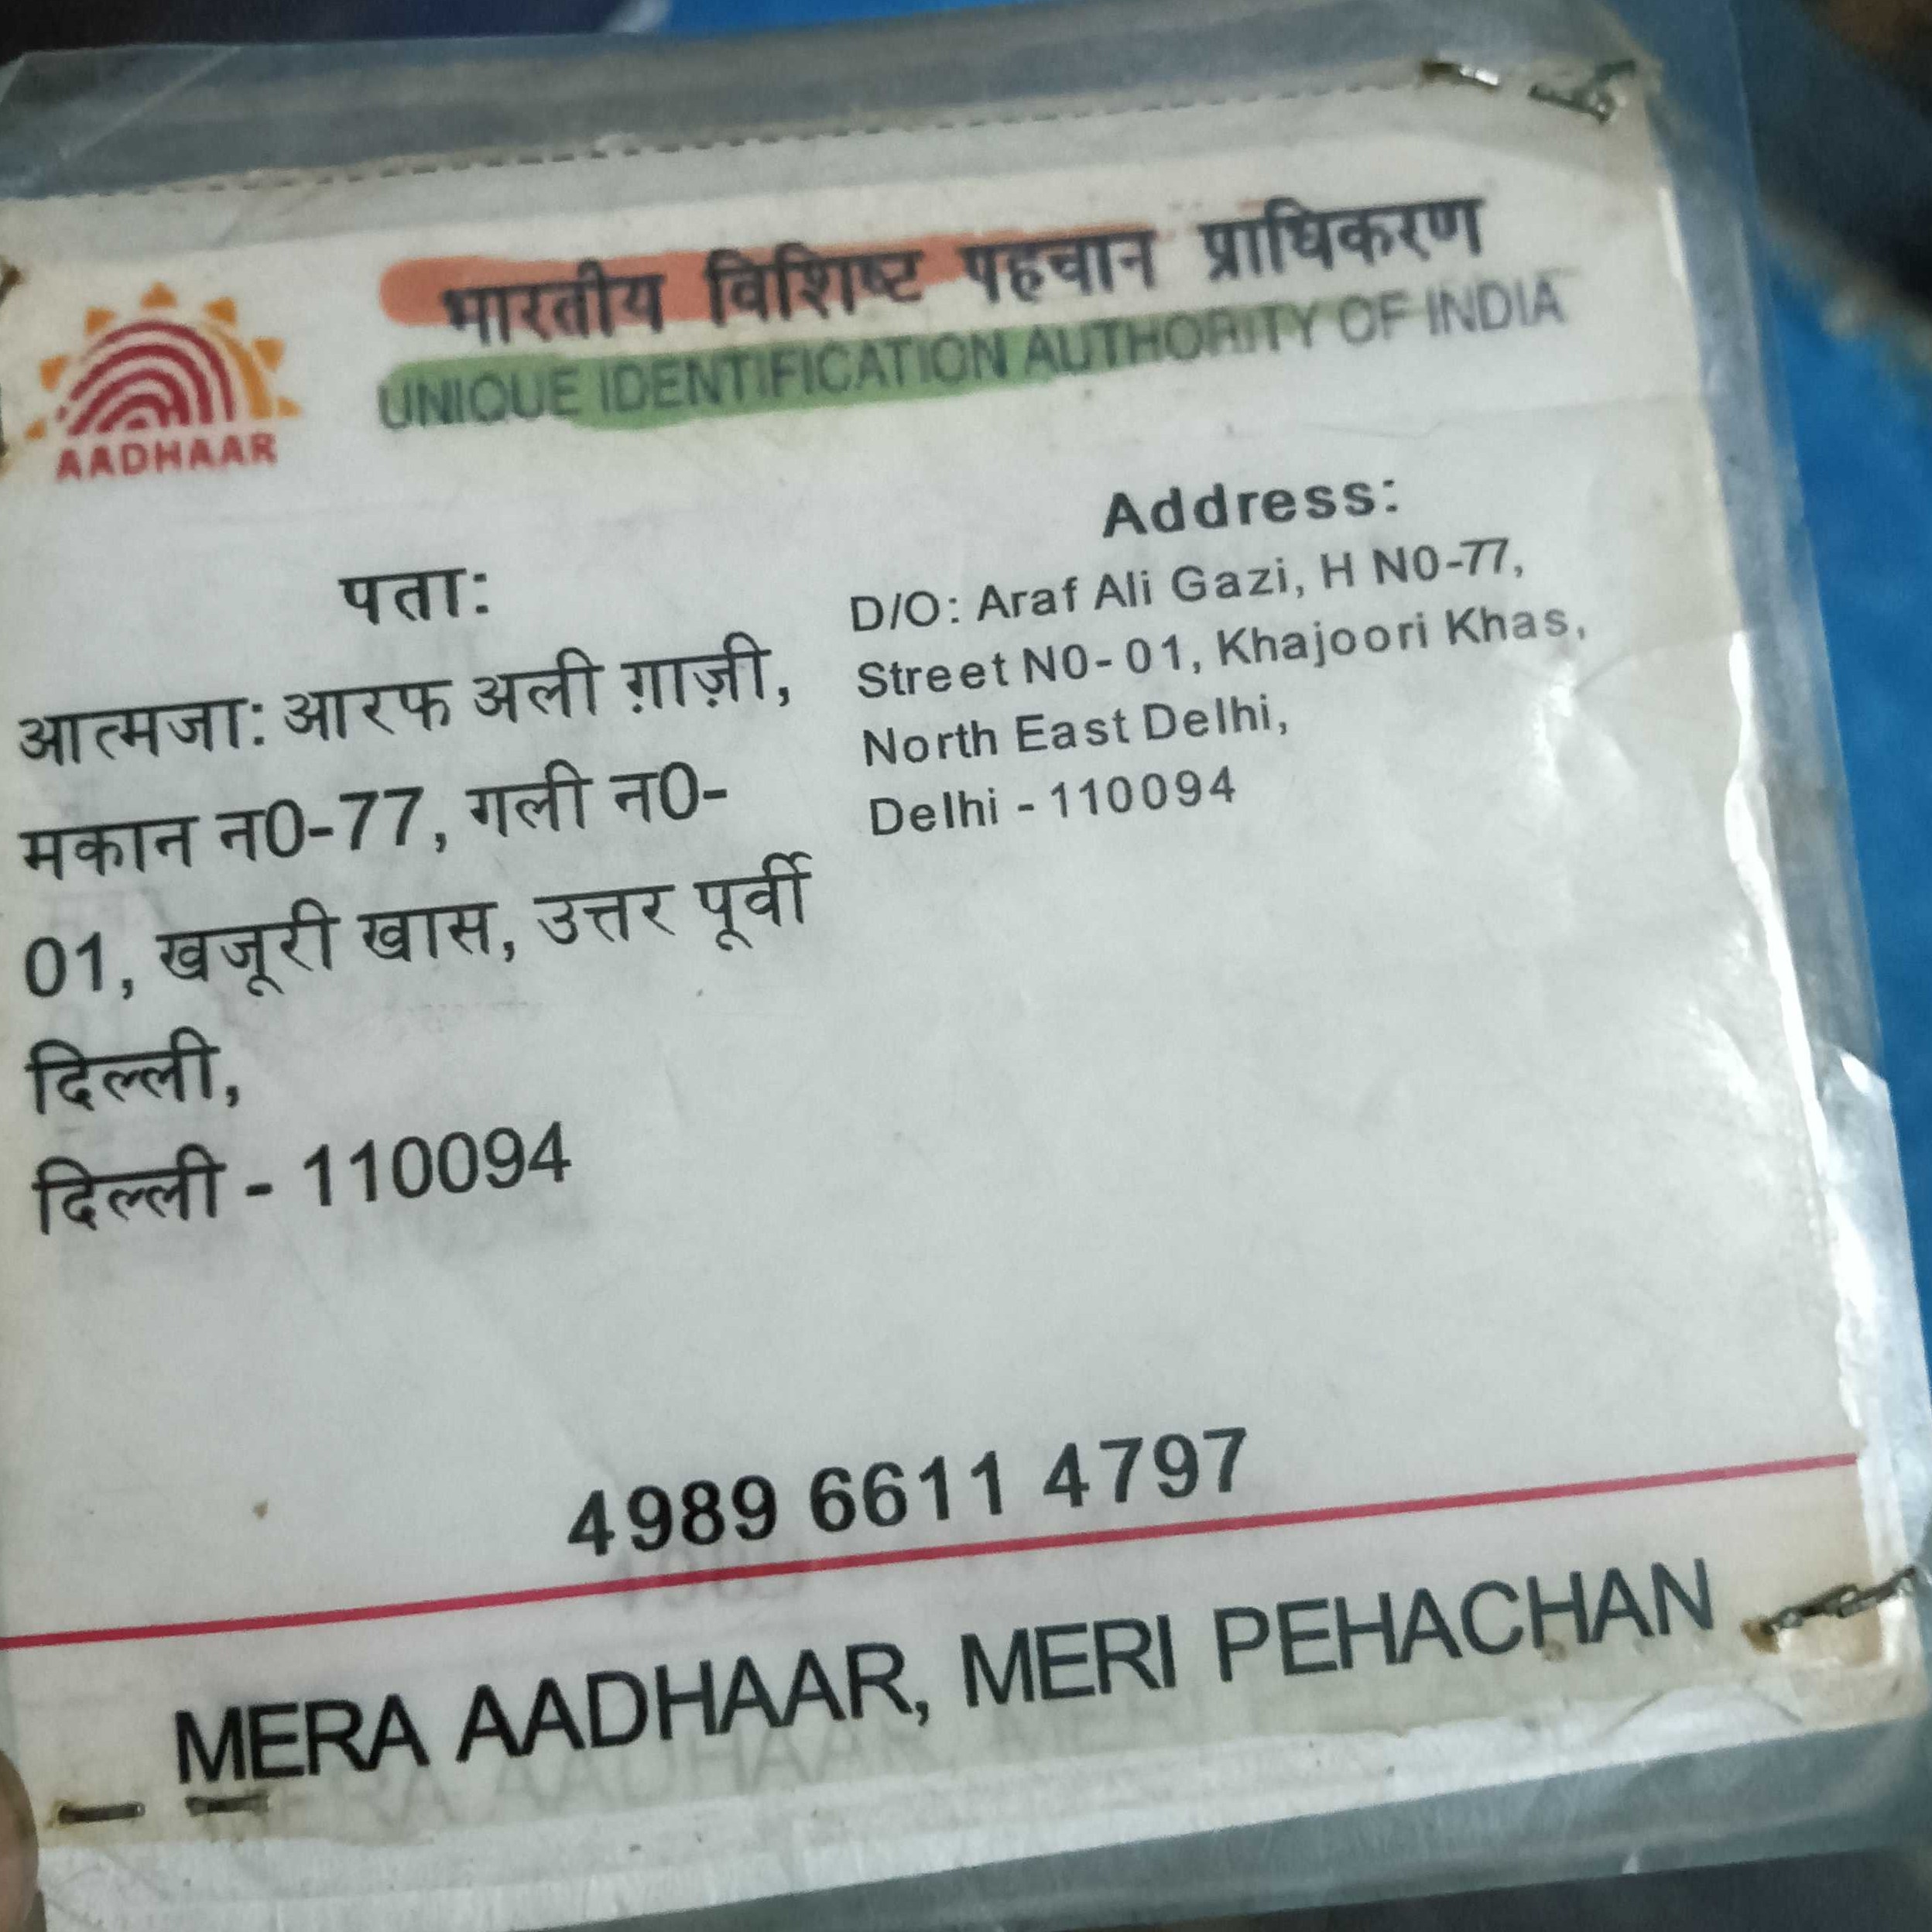 भारतीय विशिष्ट पहचान प्राधिकरण
UNIQUE IDENTIFICATION AUTHORITY OF INDIA
AADHAAR
पता:
आत्मजा: आरफ अली ग़ाज़ी,
मकान न0-77, गली न0-
01, खजूरी खास, उत्तर पूर्वी
दिल्ली,
दिल्ली - 110094
Address:
D/O: Araf Ali Gazi, H N0-77,
Street N0- 01, Khajoori Khas,
North East Delhi,
Delhi - 110094
4989 6611 4797
MERA AADHAAR, MERI PEHACHAN